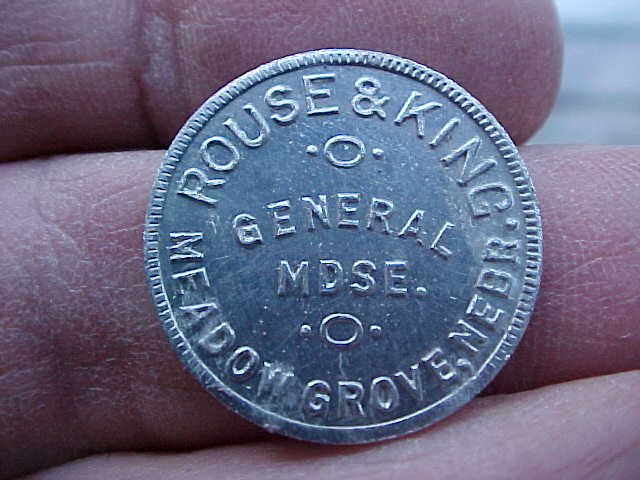 ROUSE & KING.
GENERAL
MDSE.
MEADOW GROVE, NEBR.